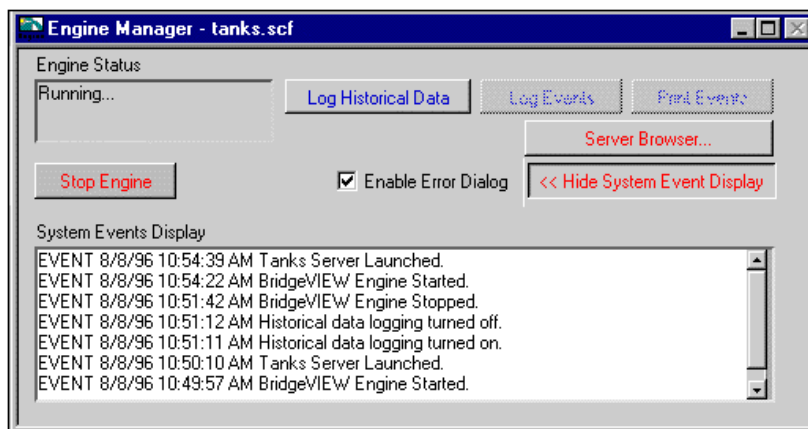 Engine Manager - tanks.scf
Engine Status
Running...
Log Historical Data
Log Events
Print Events
Server Browser...
Stop Engine
Enable Error Dialog
<< Hide System Event Display
System Events Display
EVENT 8/8/96 10:54:39 AM Tanks Server Launched.
EVENT 8/8/96 10:54:22 AM BridgeVIEW Engine Started.
EVENT 8/8/96 10:51:42 AM BridgeVIEW Engine Stopped.
EVENT 8/8/96 10:51:12 AM Historical data logging turned off.
EVENT 8/8/96 10:51:11 AM Historical data logging turned on.
EVENT 8/8/96 10:50:10 AM Tanks Server Launched.
EVENT 8/8/96 10:49:57 AM BridgeVIEW Engine Started.